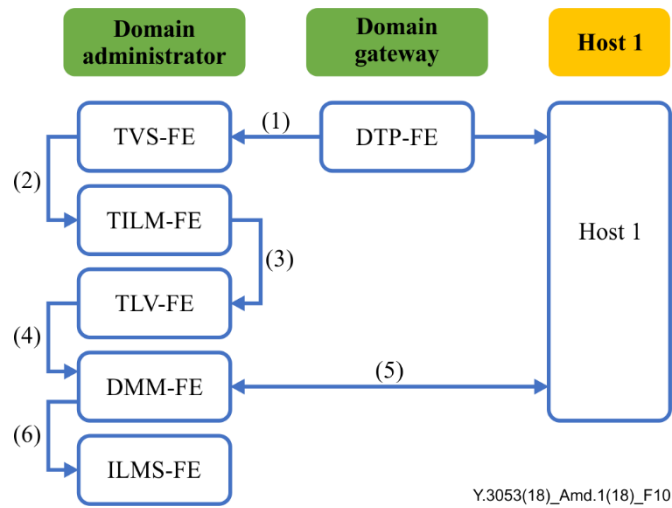 Domain
administrator
Domain
gateway
Host 1
TVS-FE
(1)
DTP-FE
(2)
TILM-FE
(3)
Host 1
TLV-FE
(4)
DMM-FE
(5)
(6)
ILMS-FE
Y.3053(18)_Amd.1(18)_F10